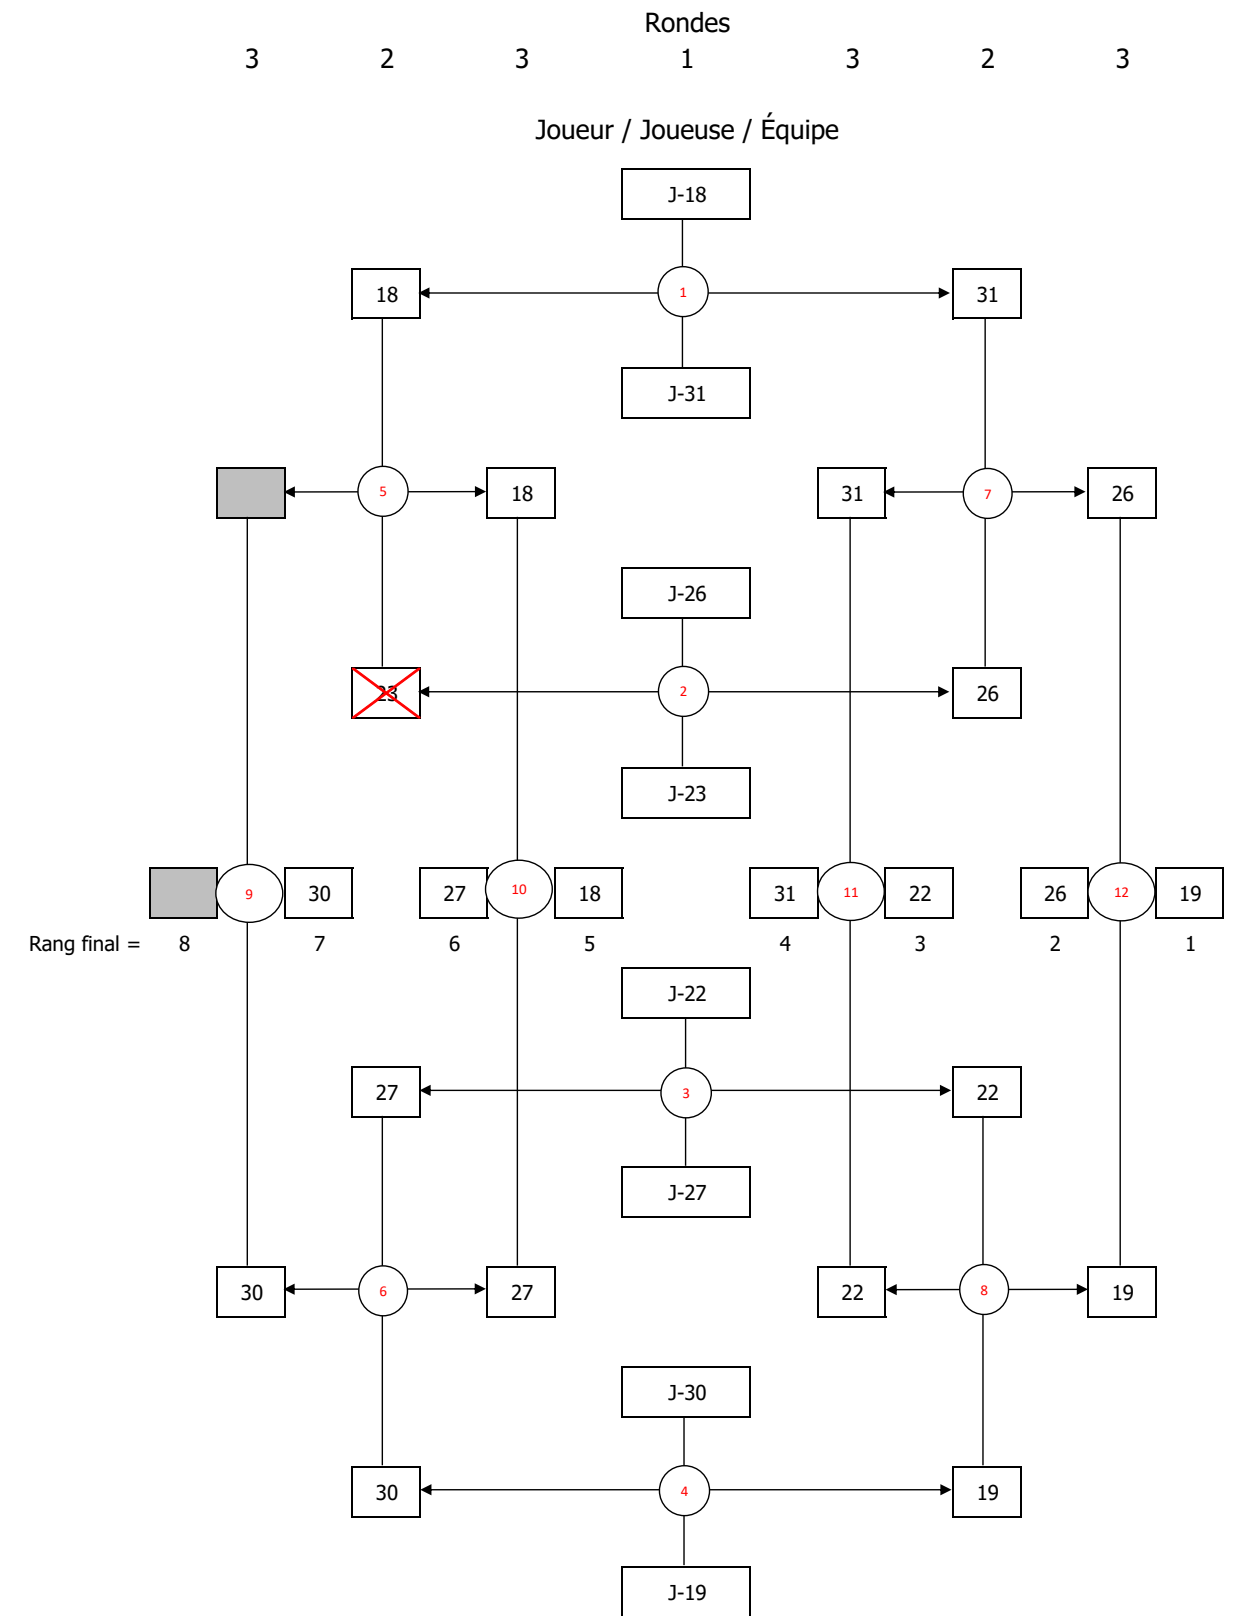 Rondes
3 2 3 1 3 2 3
Joueur / Joueuse / Équipe
J-18
18 1 31
J-31
5 18 31 7 26
J-26
23 2 26
J-23
9 30 27 10 18 31 11 22 26 12 19
Rang final = 8 7 6 5 4 3 2 1
J-22
27 3 22
J-27
30 6 27 22 8 19
J-30
30 4 19
J-19